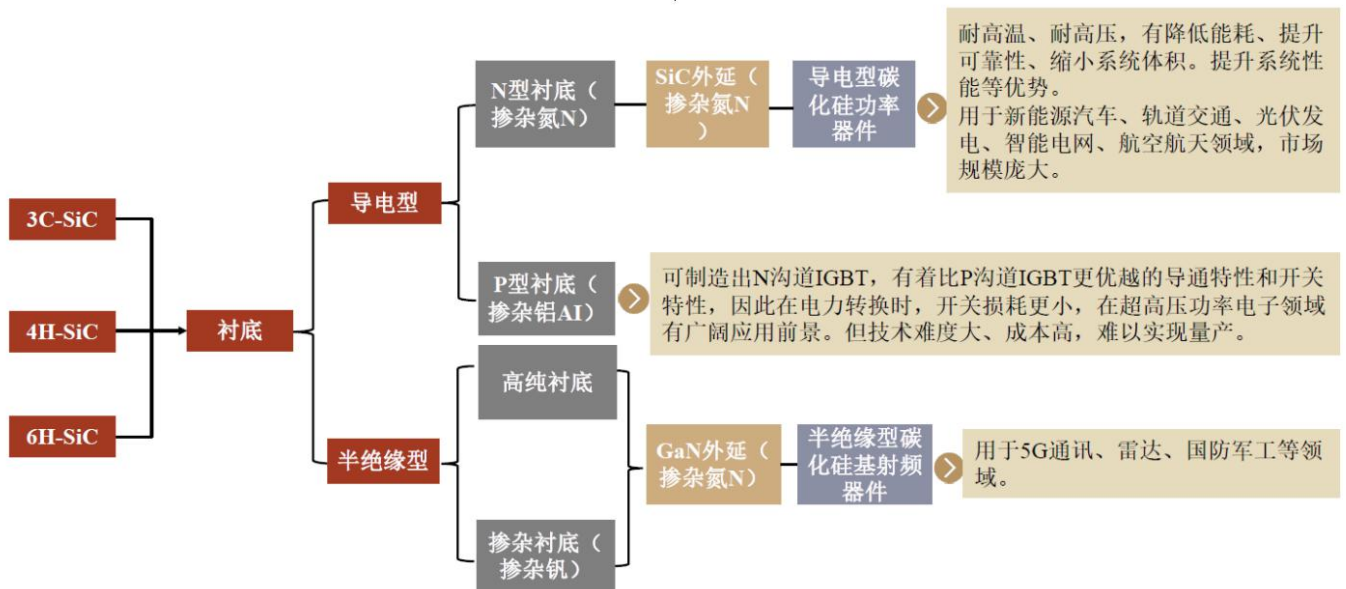 3C-SiC
4H-SiC
6H-SiC
衬底
导电型
半绝缘型
N型衬底（
掺杂氮N）
SiC外延（
掺杂氮N
）
导电型碳
化硅功率
器件
耐高温、耐高压，有降低能耗、提升
可靠性、缩小系统体积。提升系统性
能等优势。
用于新能源汽车、轨道交通、光伏发
电、智能电网、航空航天领域，市场
规模庞大。
P型衬底（
掺杂铝AI）
可制造出N沟道IGBT，有着比P沟道IGBT更优越的导通特性和开关
特性，因此在电力转换时，开关损耗更小，在超高压功率电子领域
有广阔应用前景。但技术难度大、成本高，难以实现量产。
高纯衬底
掺杂衬底（
掺杂钒）
GaN外延（
掺杂氮N）
半绝缘型碳
化硅基射频
器件
用于5G通讯、雷达、国防军工等领
域。